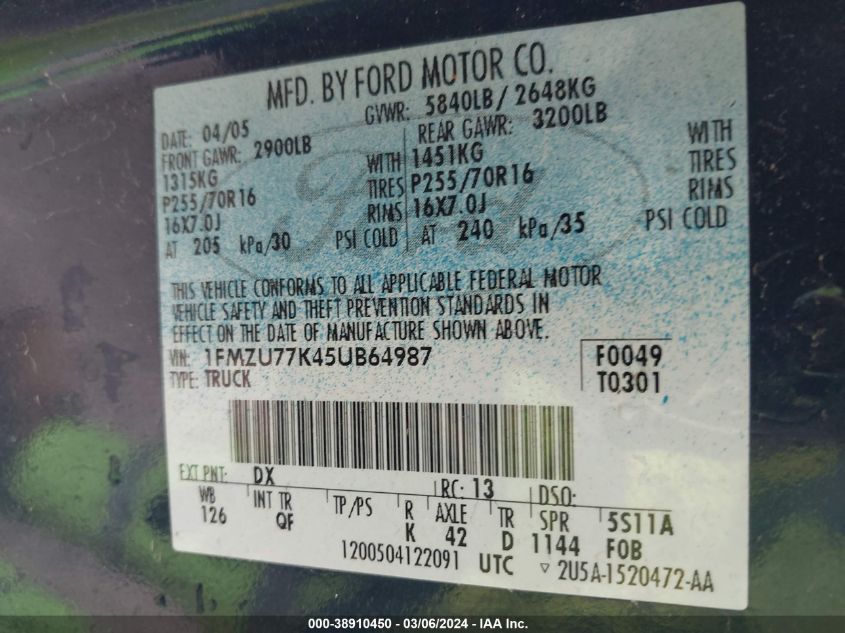 MFD. BY FORD MOTOR CO.
DATE: 04/05 GVWR: 5840LB / 2648KG
FRONT GAWR: 2900LB REAR GAWR: 3200LB
1315KG WITH 1451KG WITH
P255/70R16 TIRES P255/70R16 TIRES
16X7.0J RIMS 16X7.0J RIMS
AT 205 kPa/30 PSI COLD AT 240 kPa/35 PSI COLD
THIS VEHICLE CONFORMS TO ALL APPLICABLE FEDERAL MOTOR
VEHICLE SAFETY AND THEFT PREVENTION STANDARDS IN
EFFECT ON THE DATE OF MANUFACTURE SHOWN ABOVE.
VIN: 1FMZU77K45UB64987 F0049
TYPE: TRUCK T0301
EXT PNT: DX RC: 13 DSO:
WB INT TR TP/PS R AXLE TR SPR 5S11A
126 QF K 42 D 1144 FOB
1200504122091 UTC ▽ 2U5A-1520472-AA
000-38910450 - 03/06/2024 - IAA Inc.